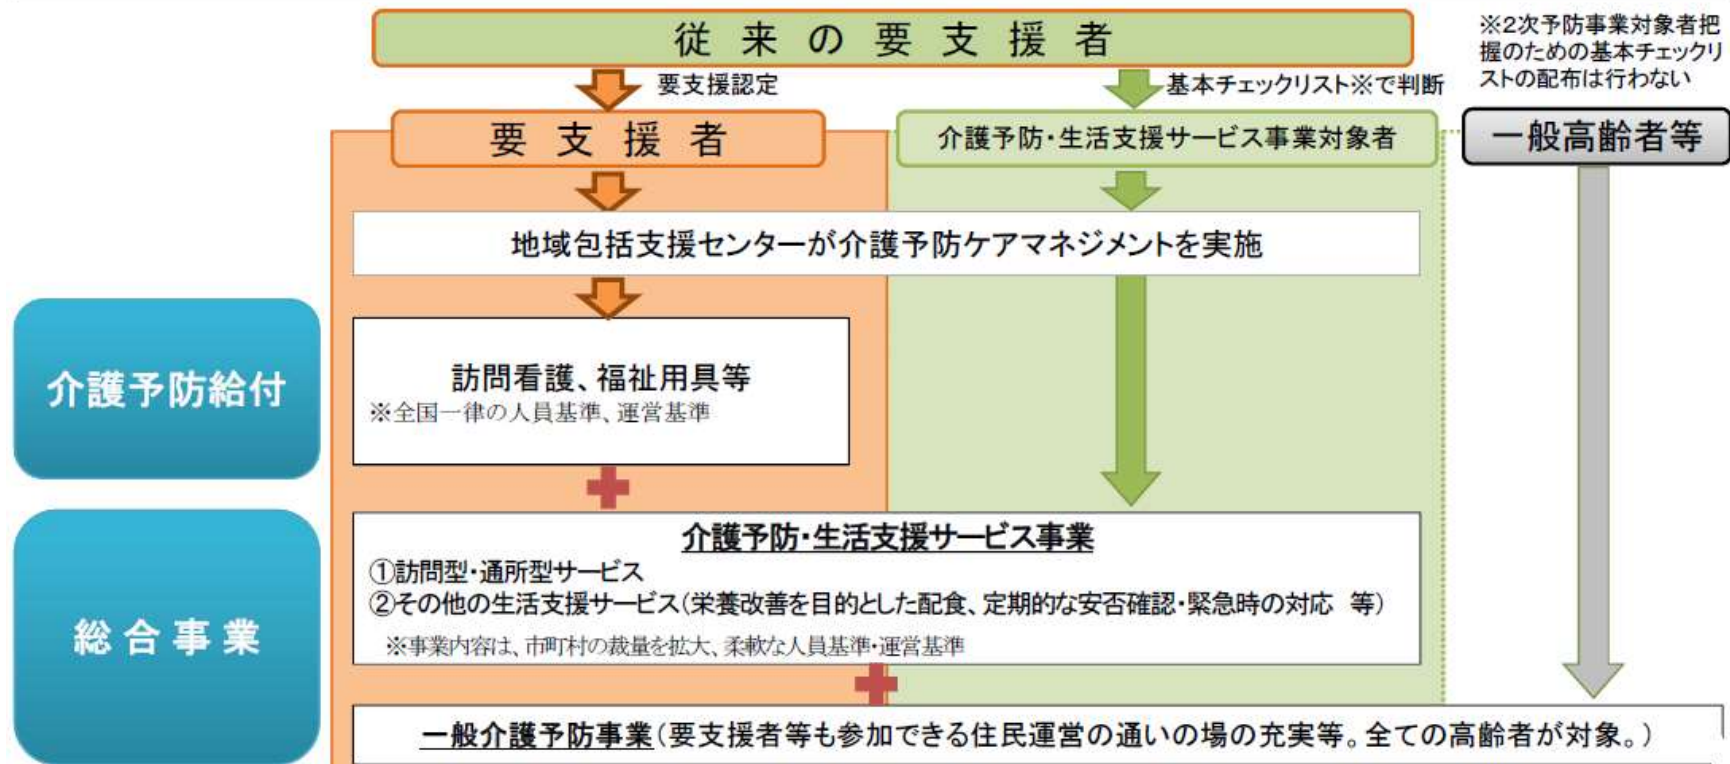 従来の要支援者
※2次予防事業対象者把
握のための基本チェックリ
ストの配布は行わない
要支援認定
基本チェックリスト※で判断
要支援者
介護予防・生活支援サービス事業対象者
一般高齢者等
地域包括支援センターが介護予防ケアマネジメントを実施
介護予防給付
訪問看護、福祉用具等
※全国一律の人員基準、運営基準
総合事業
介護予防・生活支援サービス事業
①訪問型・通所型サービス
②その他の生活支援サービス(栄養改善を目的とした配食、定期的な安否確認・緊急時の対応 等)
※事業内容は、市町村の裁量を拡大、柔軟な人員基準・運営基準
一般介護予防事業(要支援者等も参加できる住民運営の通いの場の充実等。全ての高齢者が対象。)